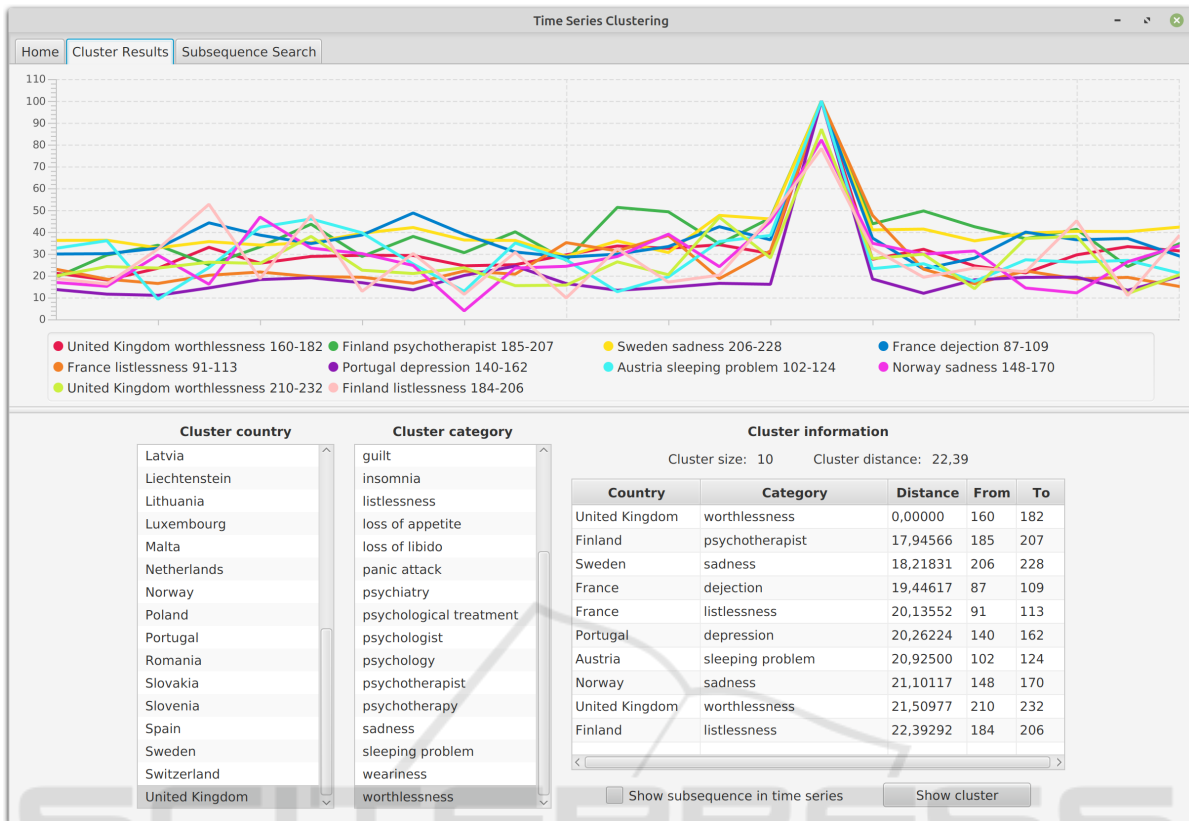 Time Series Clustering
Home Cluster Results Subsequence Search
110
100
90
80
70
60
50
40
30
20
10
0
United Kingdom worthlessness 160-182 Finland psychotherapist 185-207 Sweden sadness 206-228 France dejection 87-109
France listlessness 91-113 Portugal depression 140-162 Austria sleeping problem 102-124 Norway sadness 148-170
United Kingdom worthlessness 210-232 Finland listlessness 184-206
Cluster country
Latvia
Liechtenstein
Lithuania
Luxembourg
Malta
Netherlands
Norway
Poland
Portugal
Romania
Slovakia
Slovenia
Spain
Sweden
Switzerland
United Kingdom
Cluster category
guilt
insomnia
listlessness
loss of appetite
loss of libido
panic attack
psychiatry
psychological treatment
psychologist
psychology
psychotherapist
psychotherapy
sadness
sleeping problem
weariness
worthlessness
Cluster information
Cluster size: 10 Cluster distance: 22,39
Country Category Distance From To
United Kingdom worthlessness 0,00000 160 182
Finland psychotherapist 17,94566 185 207
Sweden sadness 18,21831 206 228
France dejection 19,44617 87 109
France listlessness 20,13552 91 113
Portugal depression 20,26224 140 162
Austria sleeping problem 20,92500 102 124
Norway sadness 21,10117 148 170
United Kingdom worthlessness 21,50977 210 232
Finland listlessness 22,39292 184 206
Show subsequence in time series Show cluster